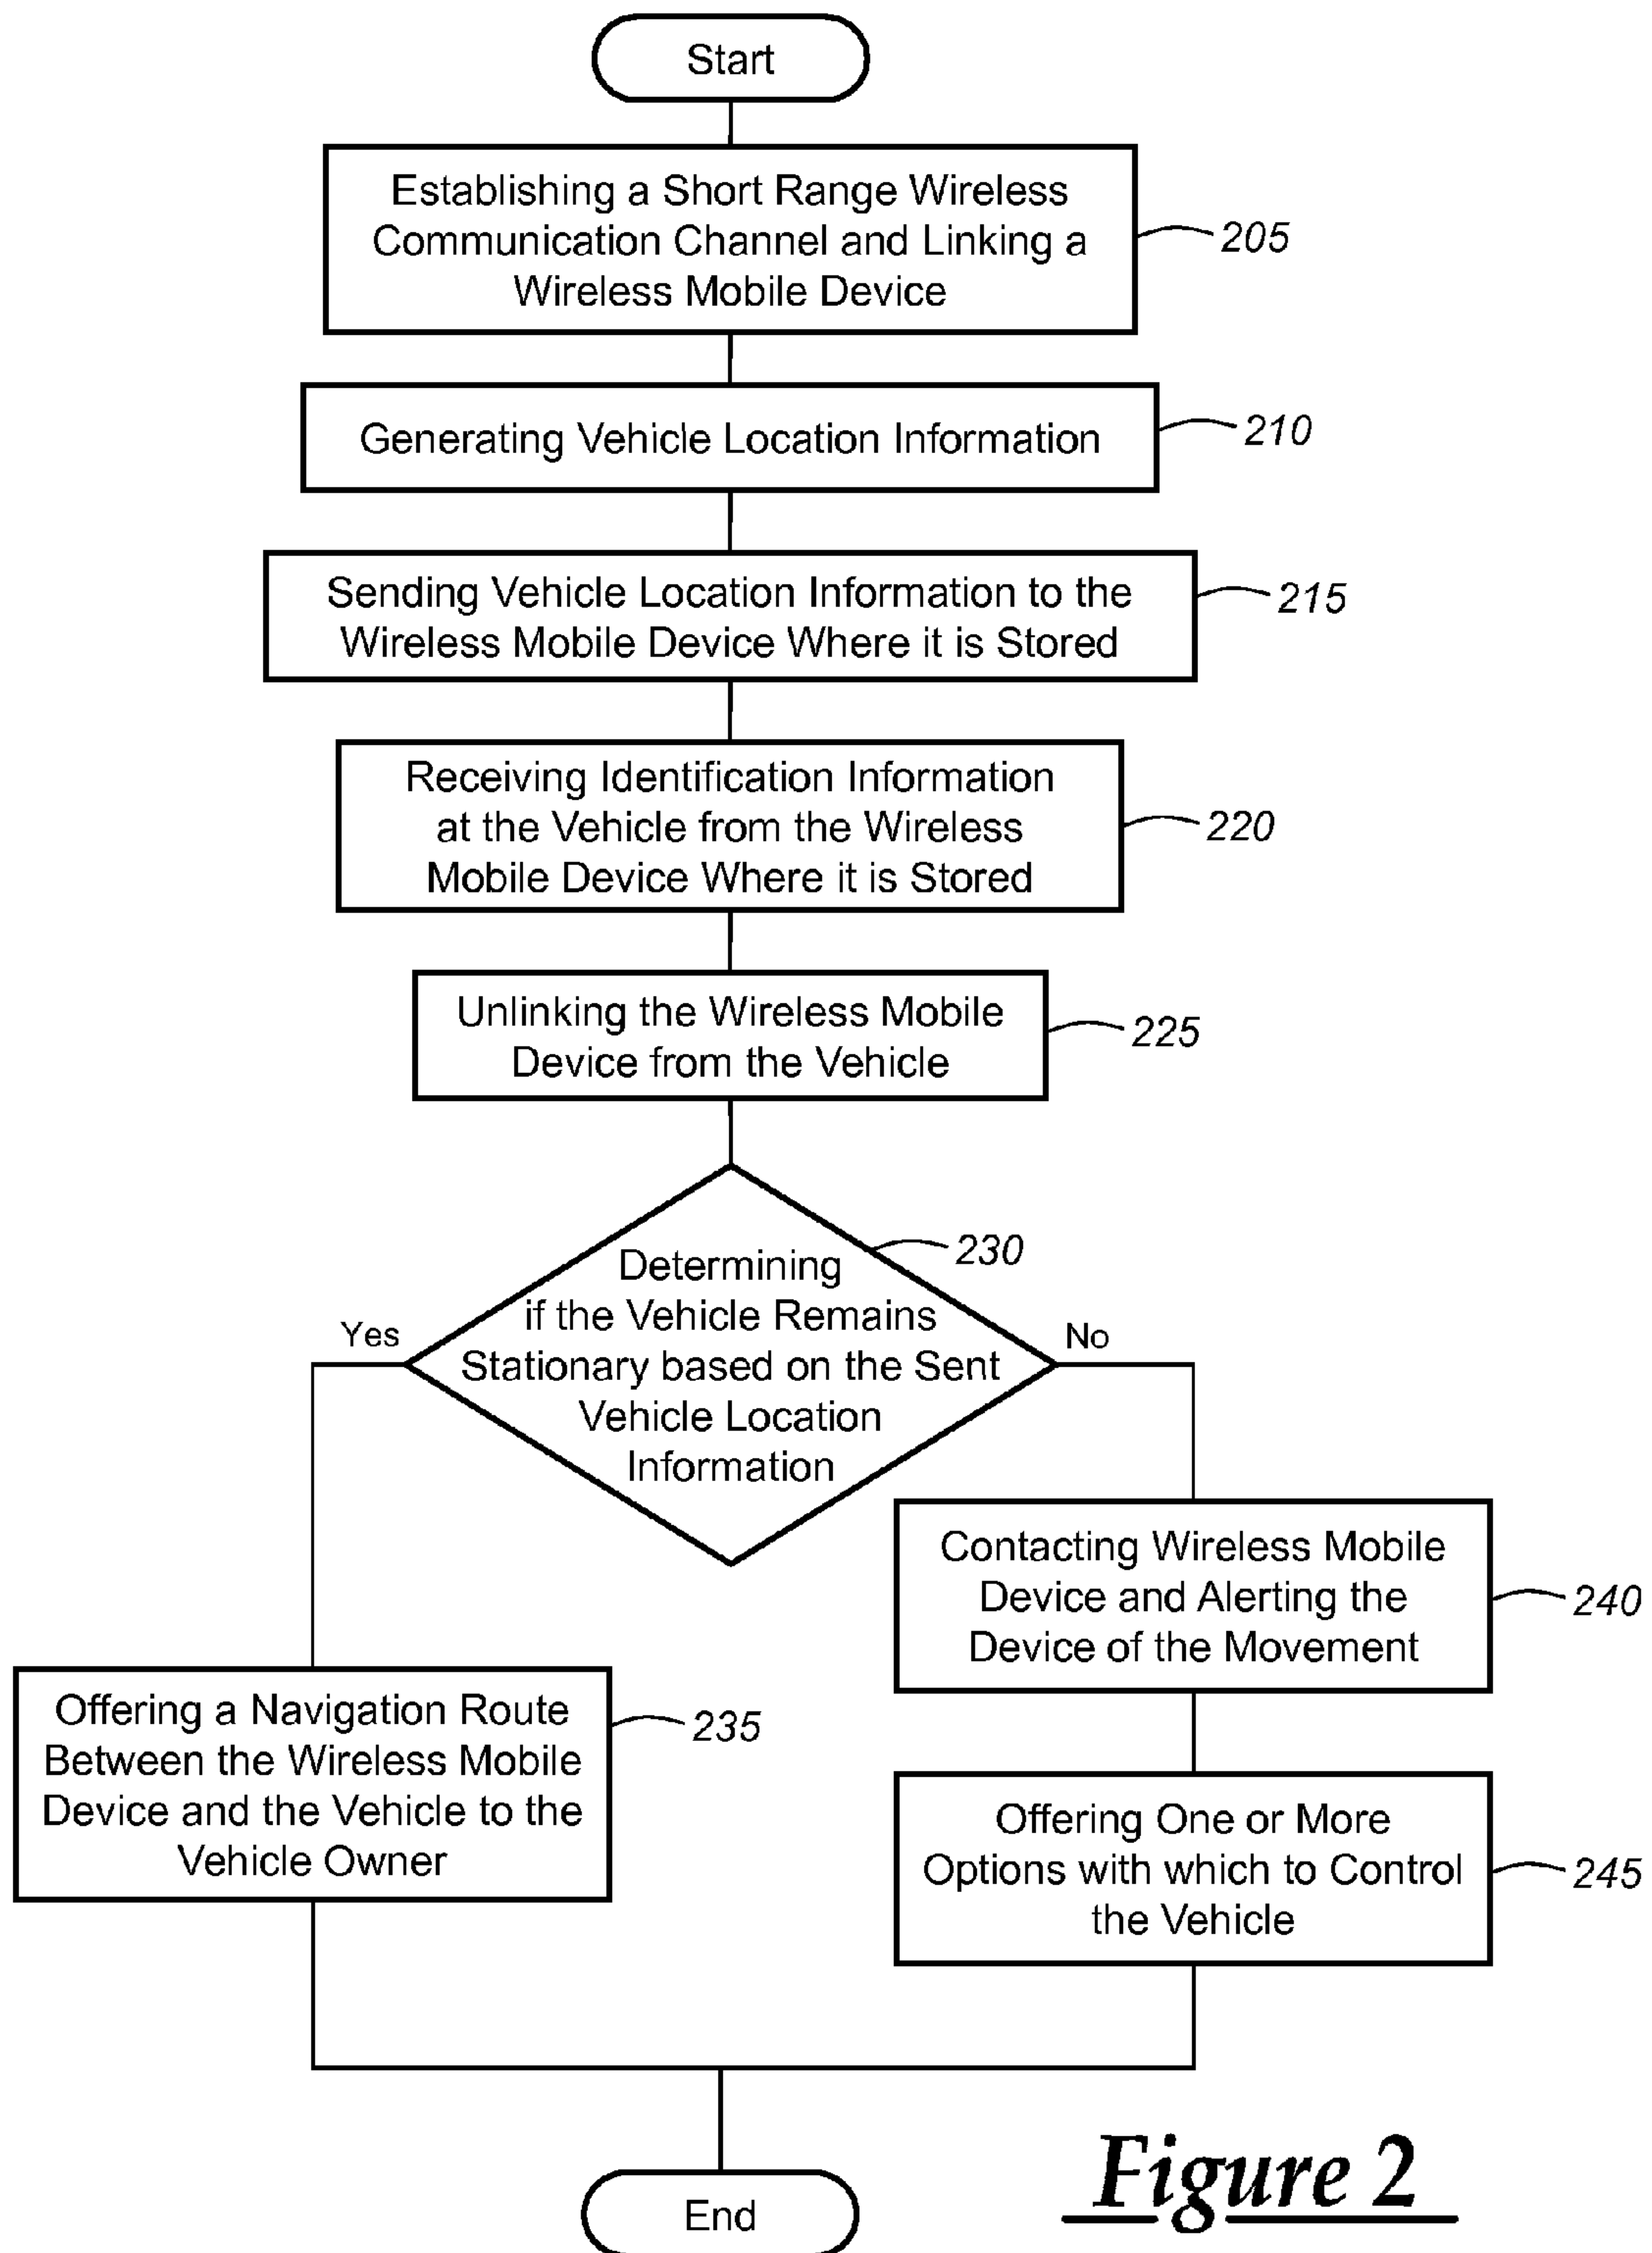 Start
Establishing a Short Range Wireless
Communication Channel and Linking a
Wireless Mobile Device
205
Generating Vehicle Location Information
210
Sending Vehicle Location Information to the
Wireless Mobile Device Where it is Stored
215
Receiving Identification Information
at the Vehicle from the Wireless
Mobile Device Where it is Stored
220
Unlinking the Wireless Mobile
Device from the Vehicle
225
Determining
if the Vehicle Remains
Stationary based on the Sent
Vehicle Location
Information
230
Yes
No
Contacting Wireless Mobile
Device and Alerting the
Device of the Movement
240
Offering a Navigation Route
Between the Wireless Mobile
Device and the Vehicle to the
Vehicle Owner
235
Offering One or More
Options with which to Control
the Vehicle
245
End
Figure 2